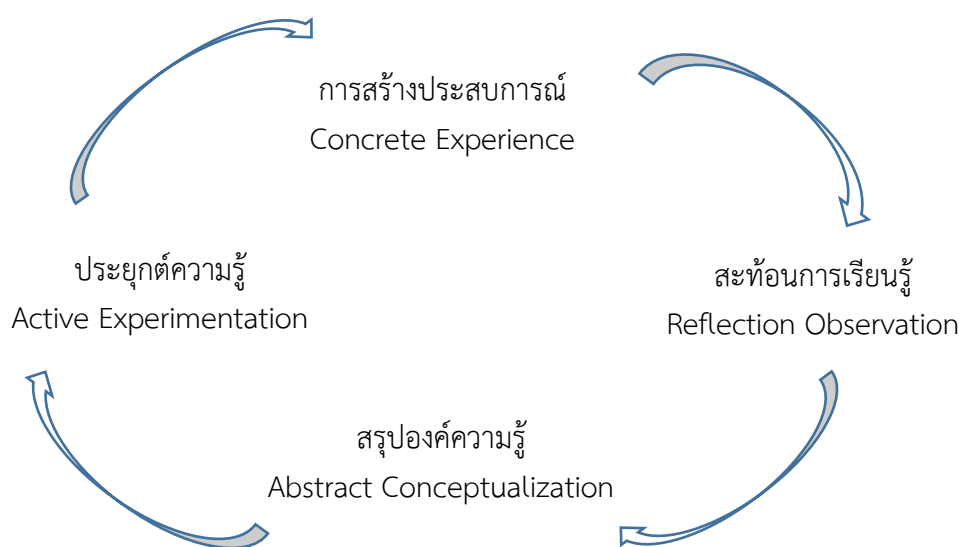 การสร้างประสบการณ์
Concrete Experience
ประยุกต์ความรู้
Active Experimentation
สะท้อนการเรียนรู้
Reflection Observation
สรุปองค์ความรู้
Abstract Conceptualization